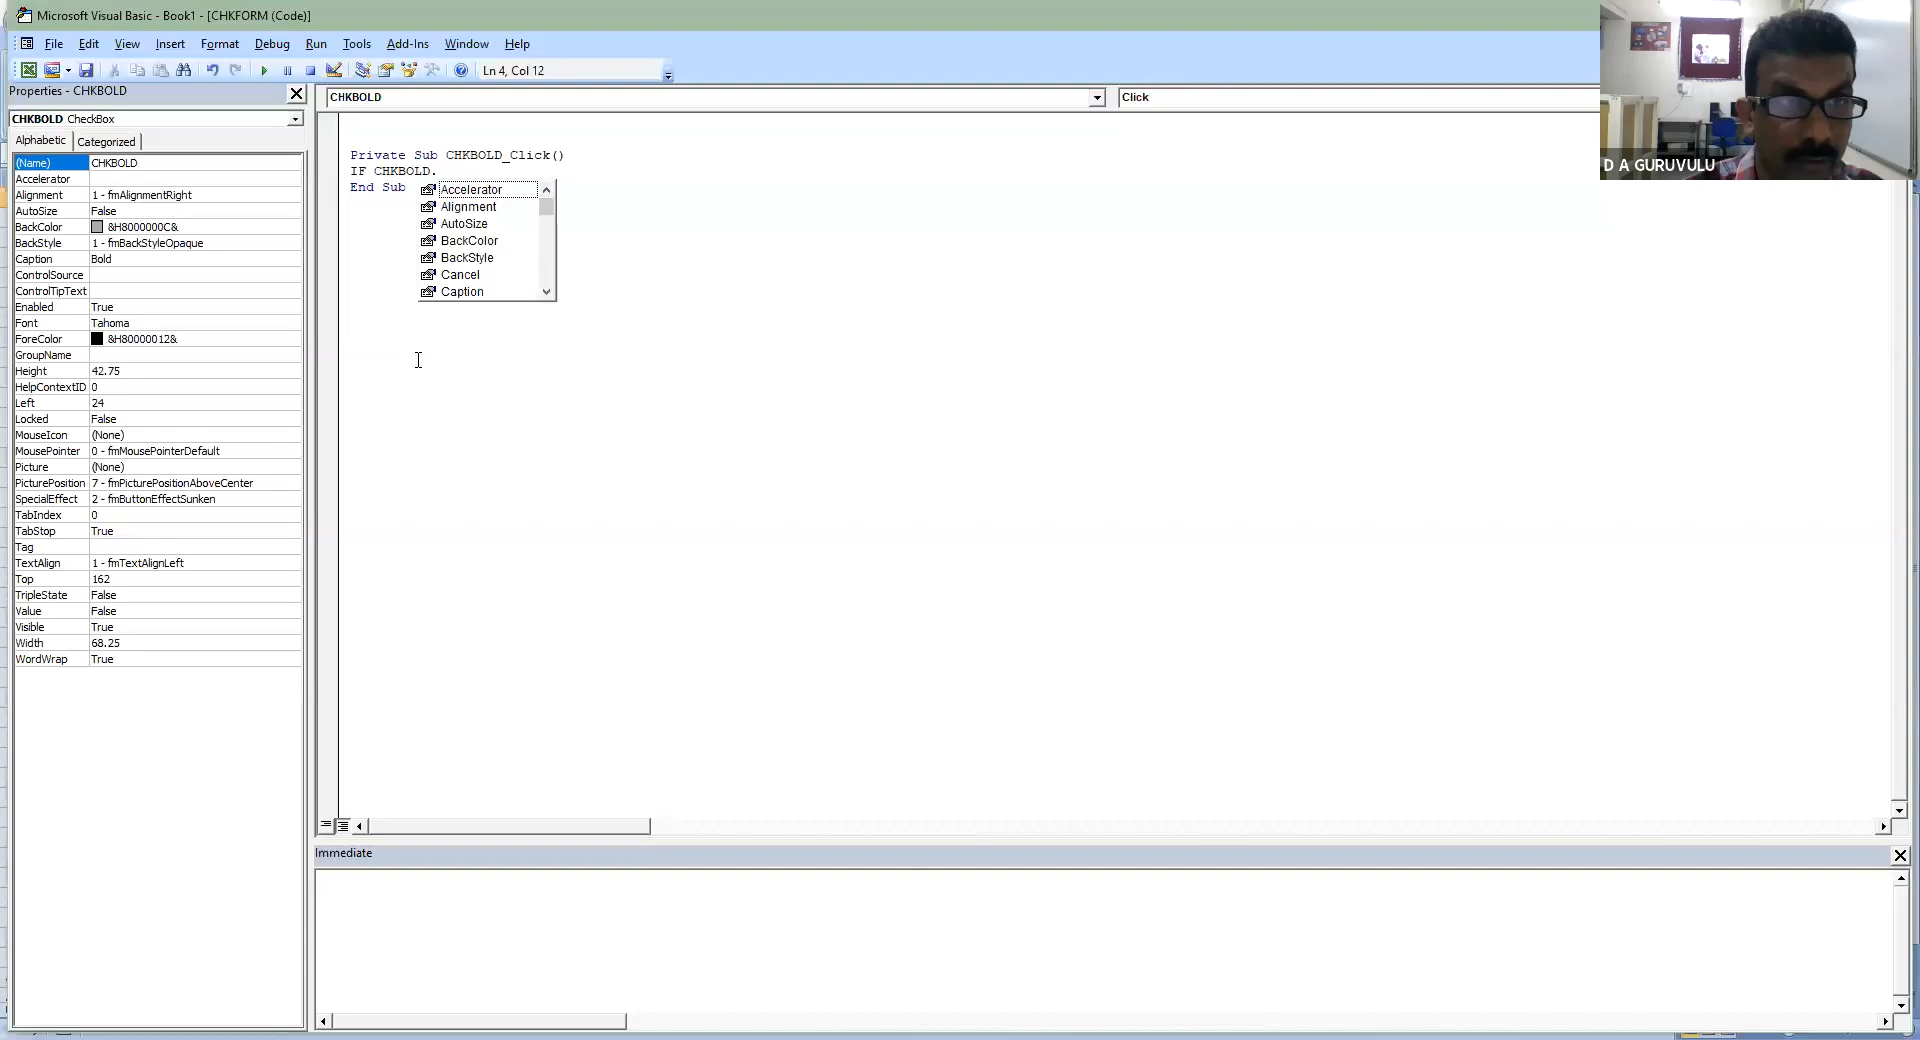 Microsoft Visual Basic - Book1 - [CHKFORM (Code)]
File Edit View Insert Format Debug Run Tools Add-Ins Window Help
Ln 4, Col 12
Properties - CHKBOLD
CHKBOLD CheckBox
Alphabetic Categorized
(Name) CHKBOLD
Accelerator
Alignment 1 - fmAlignmentRight
AutoSize False
BackColor &H8000000C&
BackStyle 1 - fmBackStyleOpaque
Caption Bold
ControlSource
ControlTipText
Enabled True
Font Tahoma
ForeColor &H80000012&
GroupName
Height 42.75
HelpContextID 0
Left 24
Locked False
MouseIcon (None)
MousePointer 0 - fmMousePointerDefault
Picture (None)
PicturePosition 7 - fmPicturePositionAboveCenter
SpecialEffect 2 - fmButtonEffectSunken
TabIndex 0
TabStop True
Tag
TextAlign 1 - fmTextAlignLeft
Top 162
TripleState False
Value False
Visible True
Width 68.25
WordWrap True
CHKBOLD Click
Private Sub CHKBOLD_Click()
IF CHKBOLD.
End Sub
Accelerator
Alignment
AutoSize
BackColor
BackStyle
Cancel
Caption
Immediate
D A GURUVULU